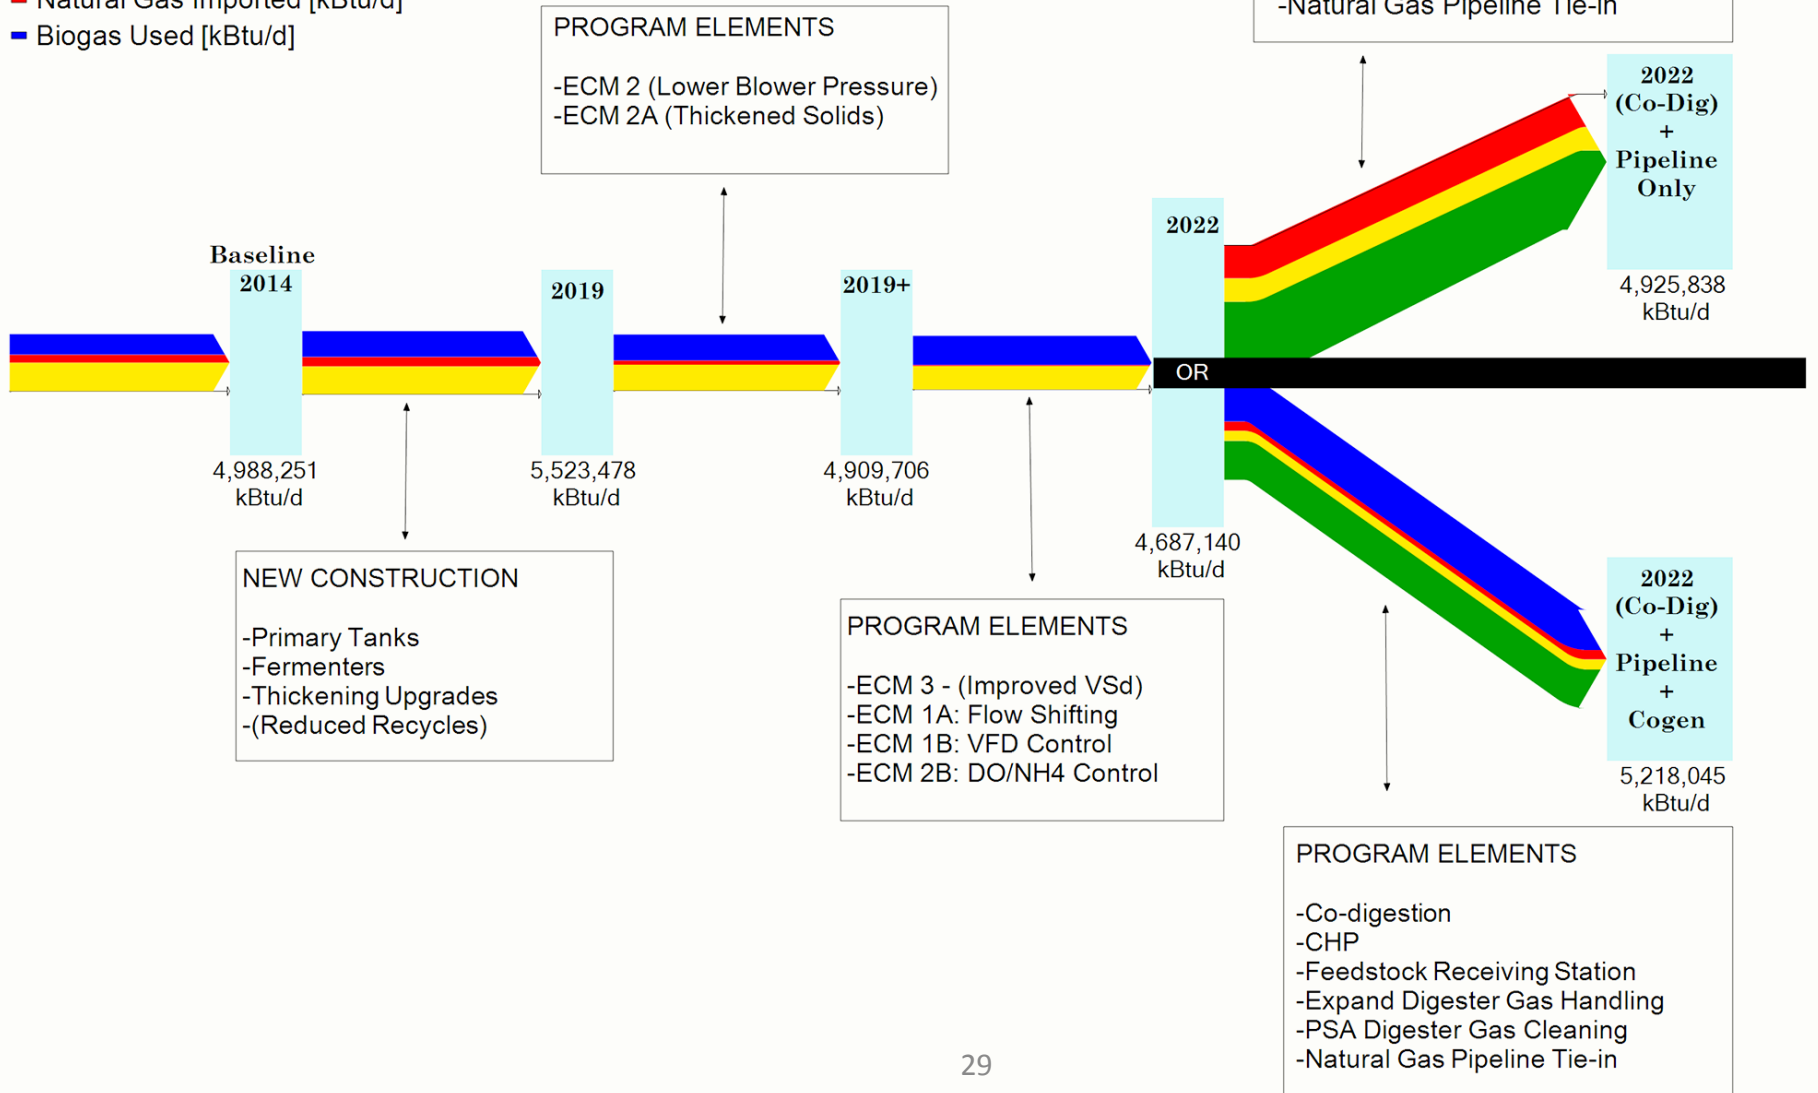 Natural Gas Imported [kBtu/d]
Biogas Used [kBtu/d]
PROGRAM ELEMENTS
-ECM 2 (Lower Blower Pressure)
-ECM 2A (Thickened Solids)
-Natural Gas Pipeline Tie-in
2022
(Co-Dig)
+
Pipeline
Only
4,925,838
kBtu/d
Baseline
2014
4,988,251
kBtu/d
2019
5,523,478
kBtu/d
2019+
4,909,706
kBtu/d
2022
OR
4,687,140
kBtu/d
NEW CONSTRUCTION
-Primary Tanks
-Fermenters
-Thickening Upgrades
-(Reduced Recycles)
PROGRAM ELEMENTS
-ECM 3 - (Improved VSd)
-ECM 1A: Flow Shifting
-ECM 1B: VFD Control
-ECM 2B: DO/NH4 Control
2022
(Co-Dig)
+
Pipeline
+
Cogen
5,218,045
kBtu/d
PROGRAM ELEMENTS
-Co-digestion
-CHP
-Feedstock Receiving Station
-Expand Digester Gas Handling
-PSA Digester Gas Cleaning
-Natural Gas Pipeline Tie-in
29